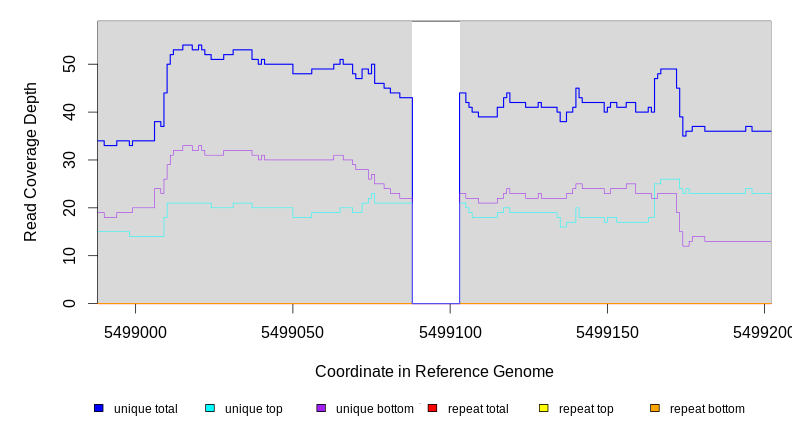 Read Coverage Depth
50
40
30
20
10
0
5499000 5499050 5499100 5499150 549920
Coordinate in Reference Genome
unique total unique top unique bottom repeat total repeat top repeat bottom